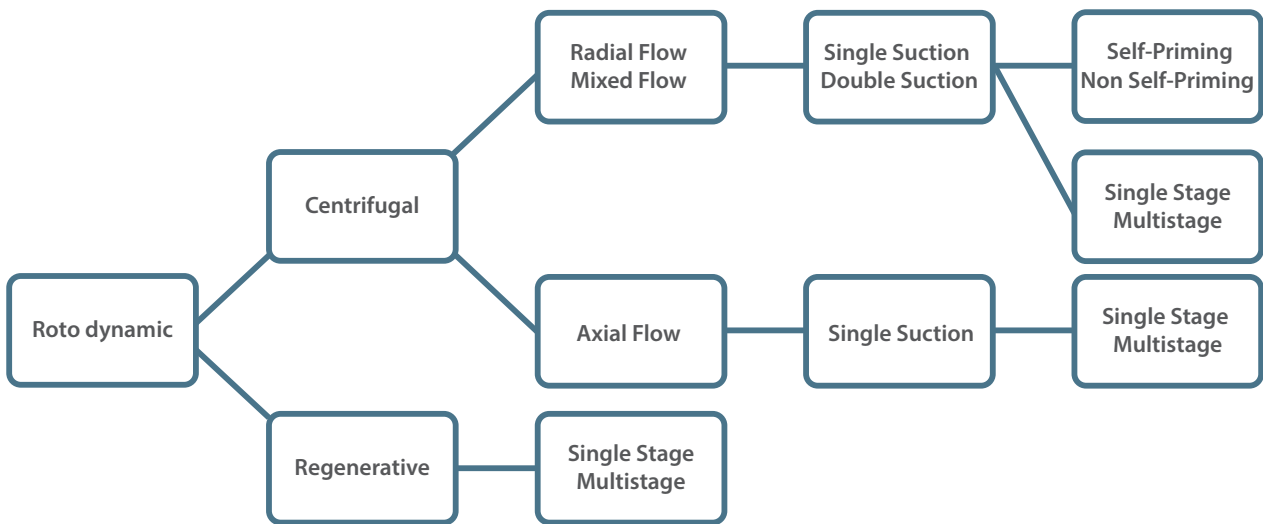 Radial Flow
Mixed Flow
Single Suction
Double Suction
Self-Priming
Non Self-Priming
Centrifugal
Single Stage
Multistage
Roto dynamic
Axial Flow
Single Suction
Single Stage
Multistage
Regenerative
Single Stage
Multistage